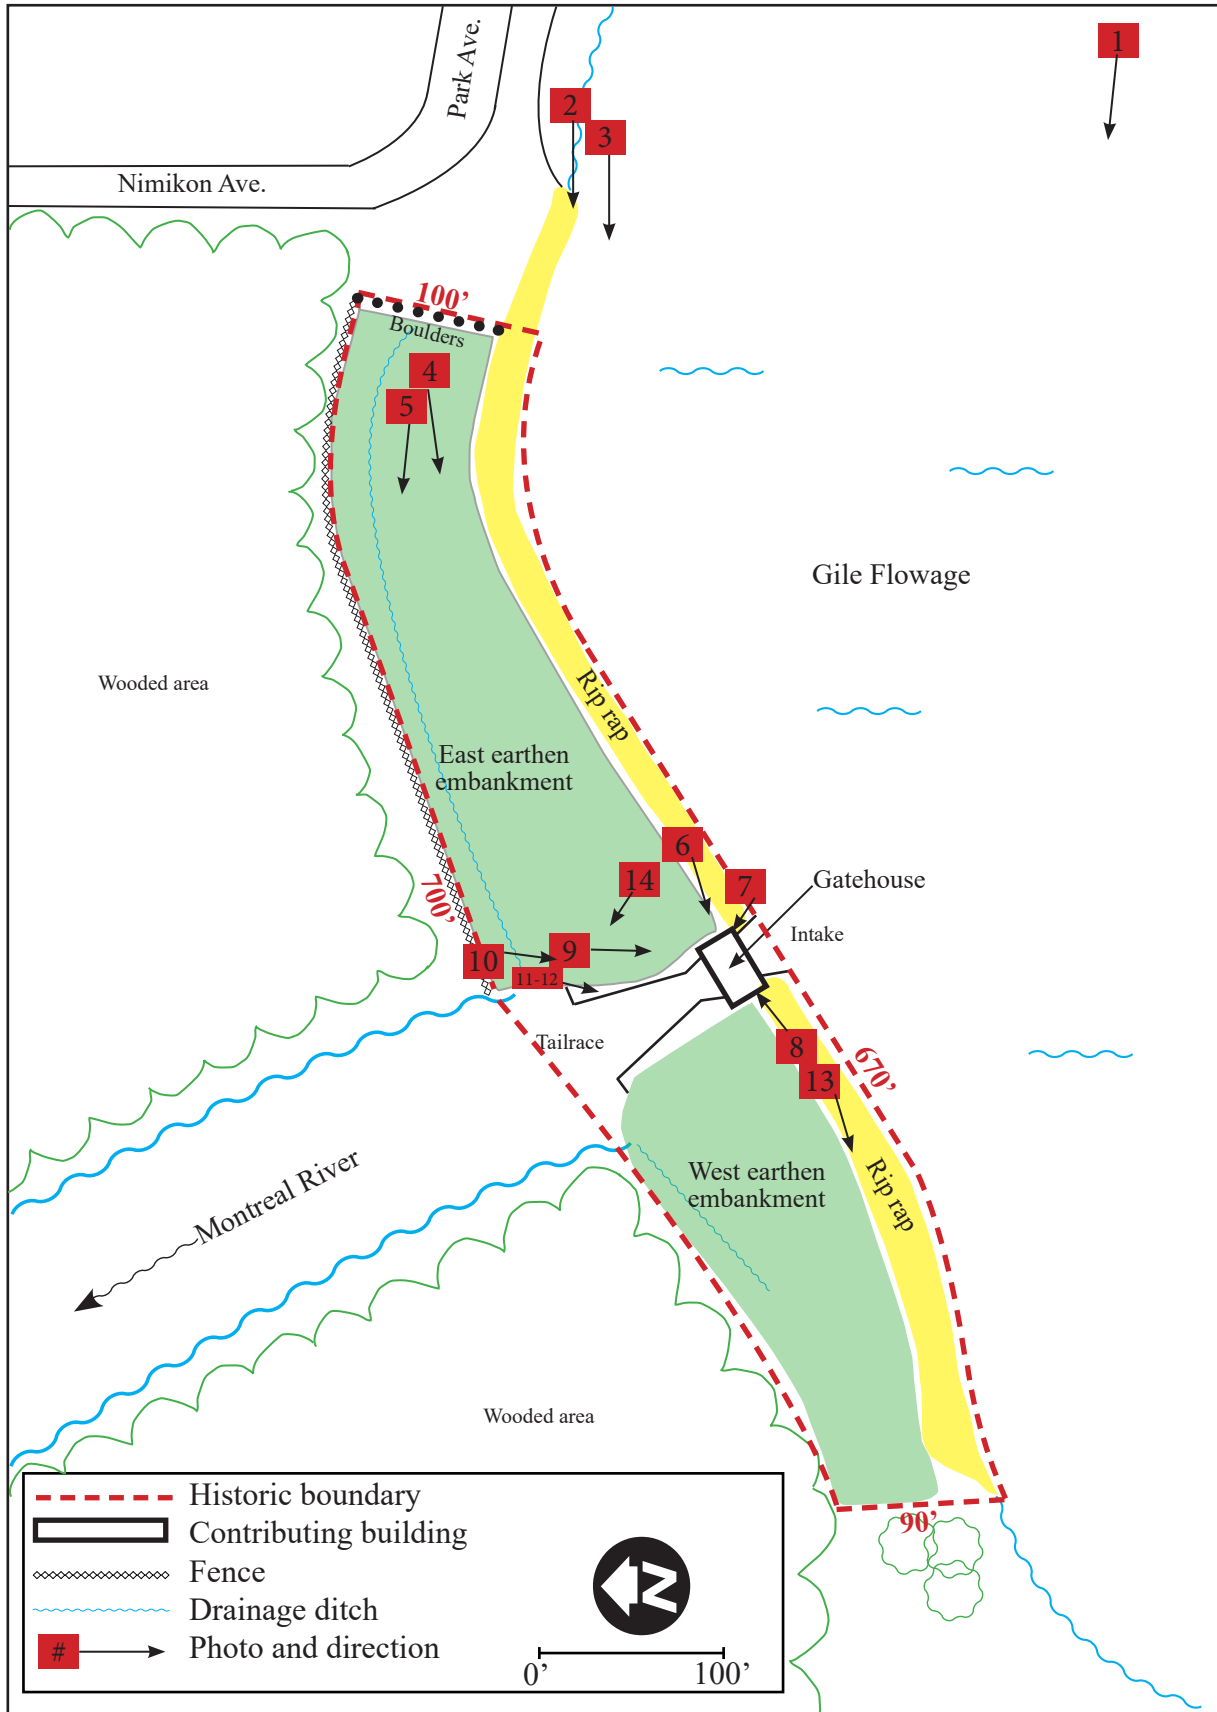 1
2
3
Park Ave.
Nimikon Ave.
100’
Boulders
4
5
Gile Flowage
Rip rap
Wooded area
East earthen
embankment
6
14
7
Gatehouse
700’
Intake
10
9
11-12
Tailrace
8
13
670’
Montreal River
West earthen
embankment
Rip rap
Wooded area
90’
Historic boundary
Contributing building
Fence
Drainage ditch
# Photo and direction
N
0’ 100’